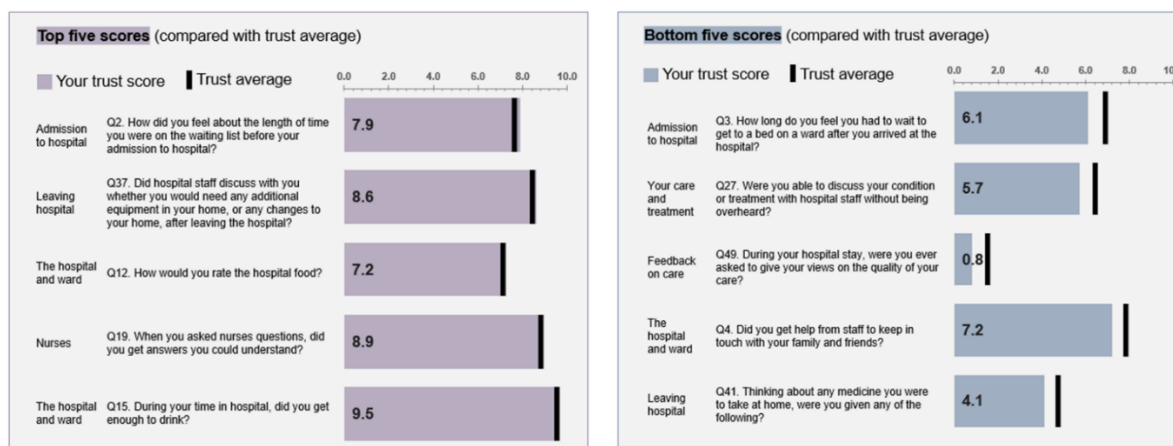 Top five scores (compared with trust average)
Your trust score Trust average
0.0 2.0 4.0 6.0 8.0 10.0
Admission
to hospital
Q2. How did you feel about the length of time
you were on the waiting list before your
admission to hospital?
7.9
Leaving
hospital
Q37. Did hospital staff discuss with you
whether you would need any additional
equipment in your home, or any changes to
your home, after leaving the hospital?
8.6
The hospital
and ward
Q12. How would you rate the hospital food?
7.2
Nurses
Q19. When you asked nurses questions, did
you get answers you could understand?
8.9
The hospital
and ward
Q15. During your time in hospital, did you get
enough to drink?
9.5
Bottom five scores (compared with trust average)
Your trust score Trust average
0.0 2.0 4.0 6.0 8.0 10.
Admission
to hospital
Q3. How long do you feel you had to wait to
get to a bed on a ward after you arrived at the
hospital?
6.1
Your care
and
treatment
Q27. Were you able to discuss your condition
or treatment with hospital staff without being
overheard?
5.7
Feedback
on care
Q49. During your hospital stay, were you ever
asked to give your views on the quality of your
care?
0.8
The
hospital
and ward
Q4. Did you get help from staff to keep in
touch with your family and friends?
7.2
Leaving
hospital
Q41. Thinking about any medicine you were
to take at home, were you given any of the
following?
4.1